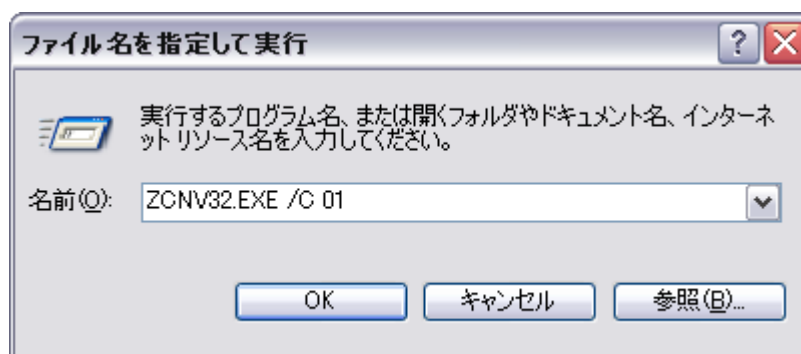 ファイル名を指定して実行
実行するプログラム名、または開くフォルダやドキュメント名、インターネ
ット リソース名を入力してください。
名前(O): ZCNV32.EXE /C 01
OK キャンセル 参照(B)...